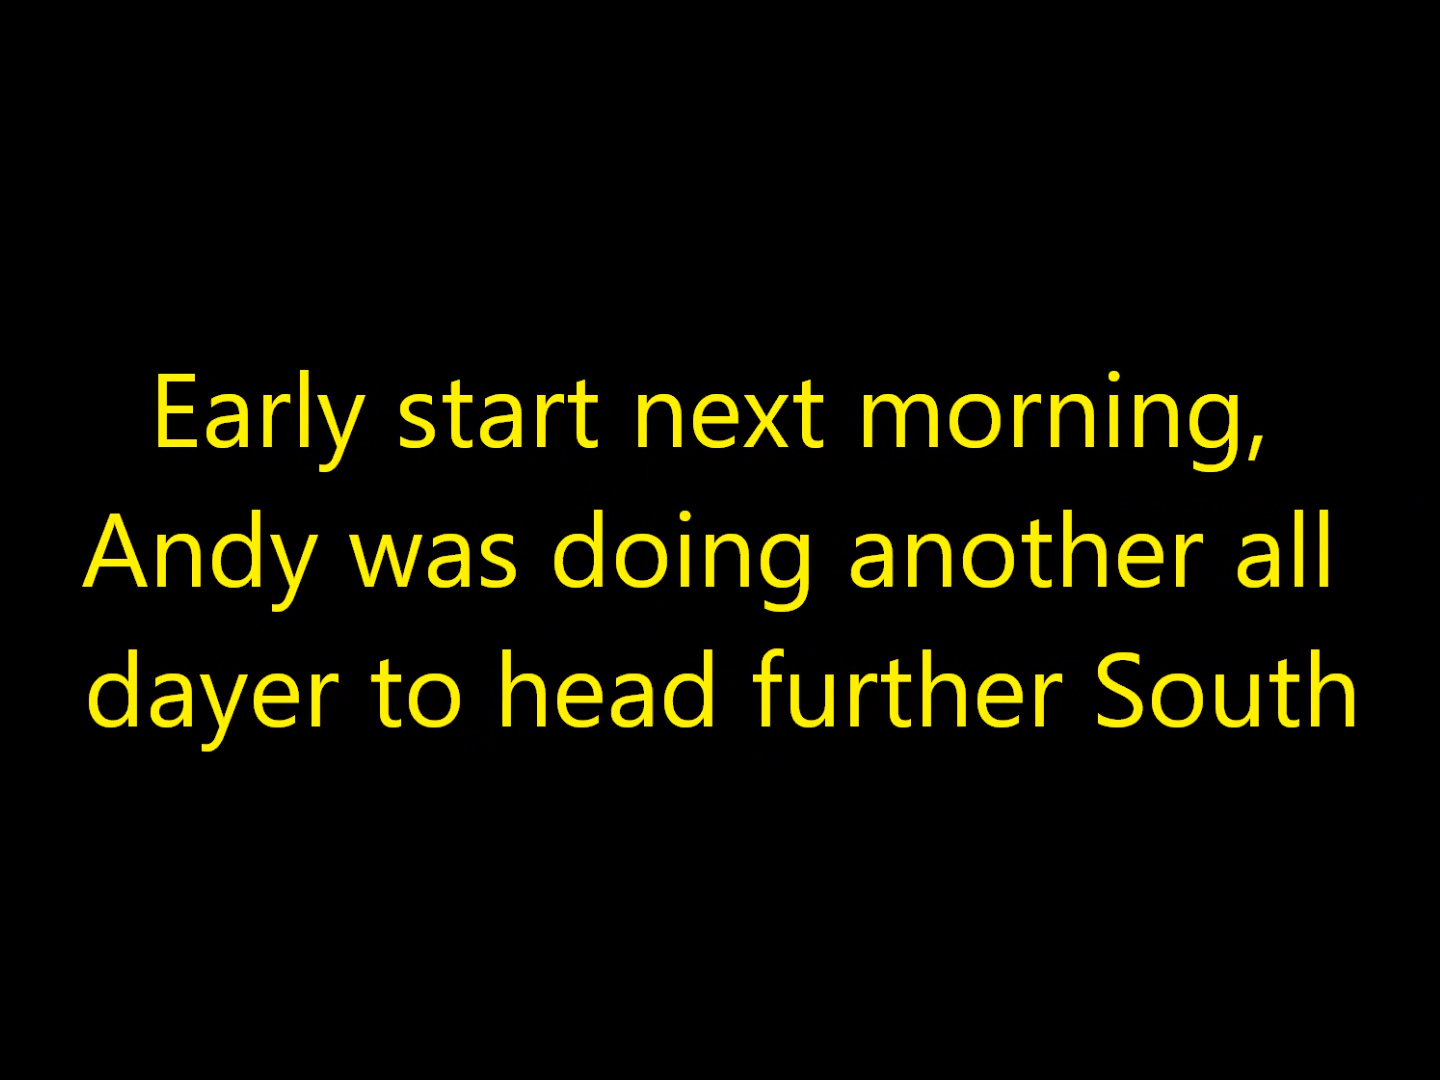 Early start next morning,
Andy was doing another all
dayer to head further South